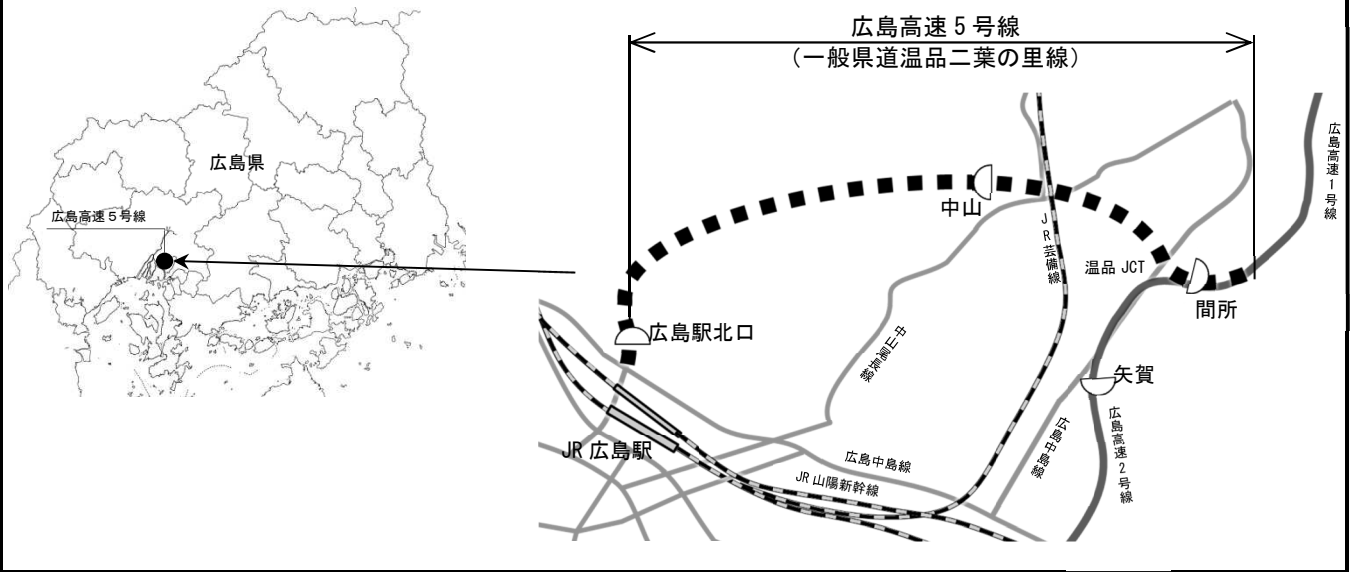 広島高速5号線
(一般県道温品二葉の里線)
広島県
広島高速5号線
広島高速1号線
中山
JR芸備線
温品 JCT
間所
広島駅北口
中山尾長線
矢賀
広島高速2号線
広島中島線
JR 広島駅
広島中島線
JR 山陽新幹線